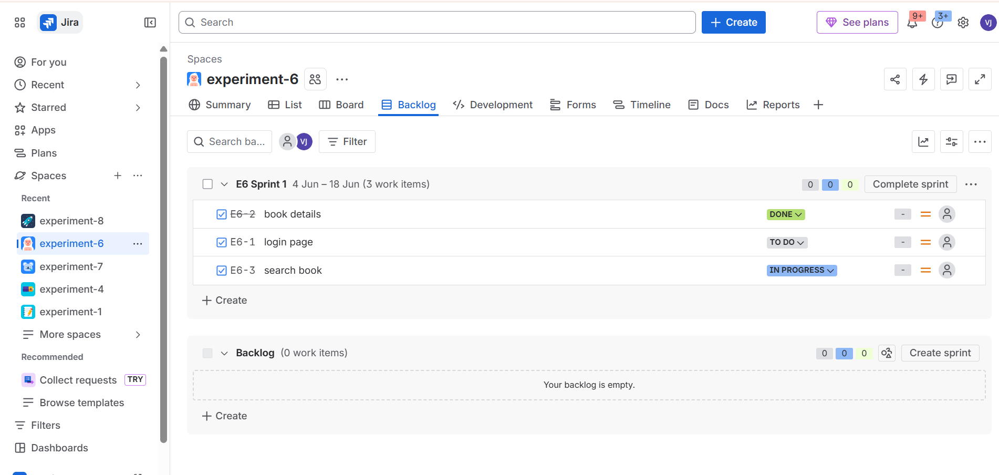 Jira
Search
Create
See plans
9+
3+
VJ
For you
Recent
Starred
Apps
Plans
Spaces
Recent
experiment-8
experiment-6
experiment-7
experiment-4
experiment-1
More spaces
Recommended
Collect requests TRY
Browse templates
Filters
Dashboards
Spaces
experiment-6
Summary List Board Backlog Development Forms Timeline Docs Reports
Search ba... VJ Filter
E6 Sprint 1 4 Jun – 18 Jun (3 work items) 0 0 0 Complete sprint
E6-2 book details DONE -
E6-1 login page TO DO -
E6-3 search book IN PROGRESS -
Create
Backlog (0 work items) 0 0 0 Create sprint
Your backlog is empty.
Create